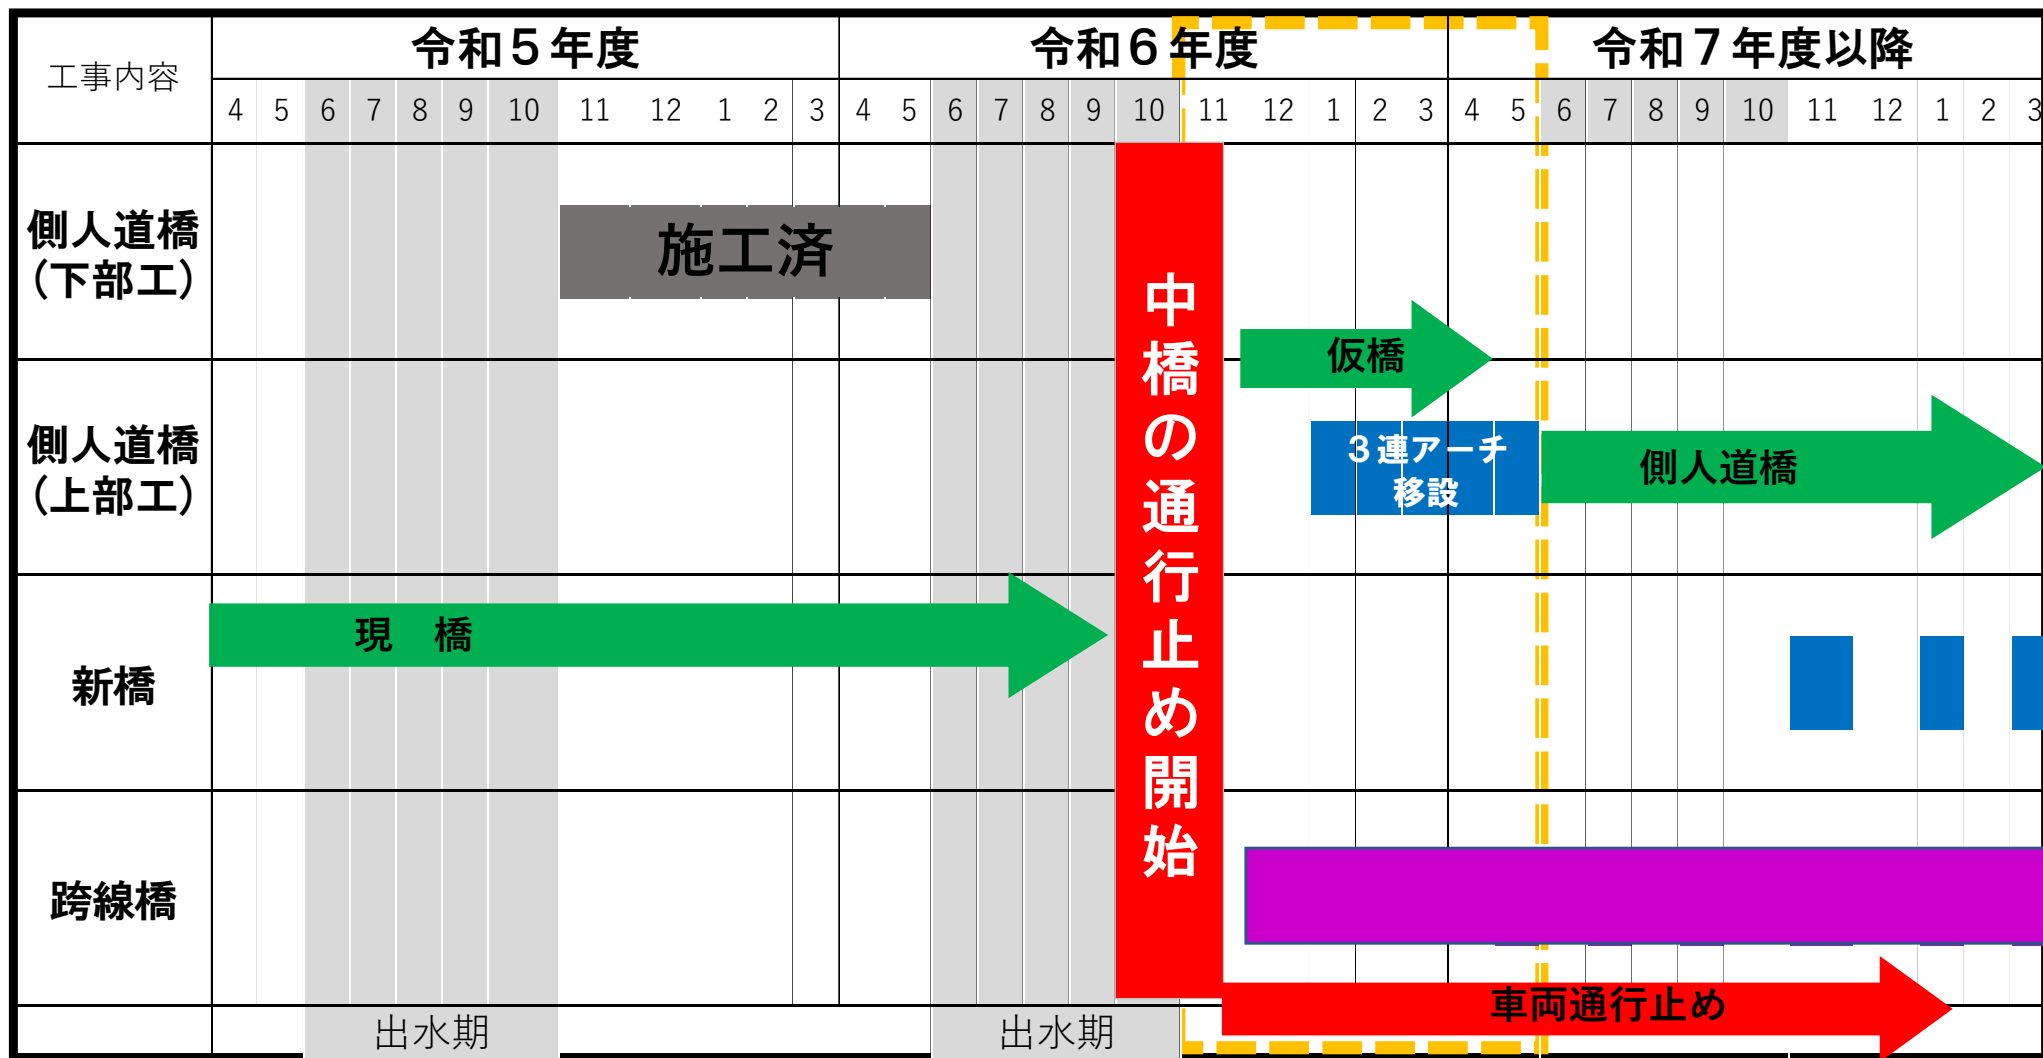 工事内容
令和５年度
令和６年度
令和７年度以降
4 5 6 7 8 9 10 11 12 1 2 3 4 5 6 7 8 9 10 11 12 1 2 3 4 5 6 7 8 9 10 11 12 1 2 3
側人道橋
（下部工）
施工済
中橋の通行止め開始
仮橋
側人道橋
（上部工）
３連アーチ
移設
側人道橋
新橋
現　橋
跨線橋
車両通行止め
出水期
出水期